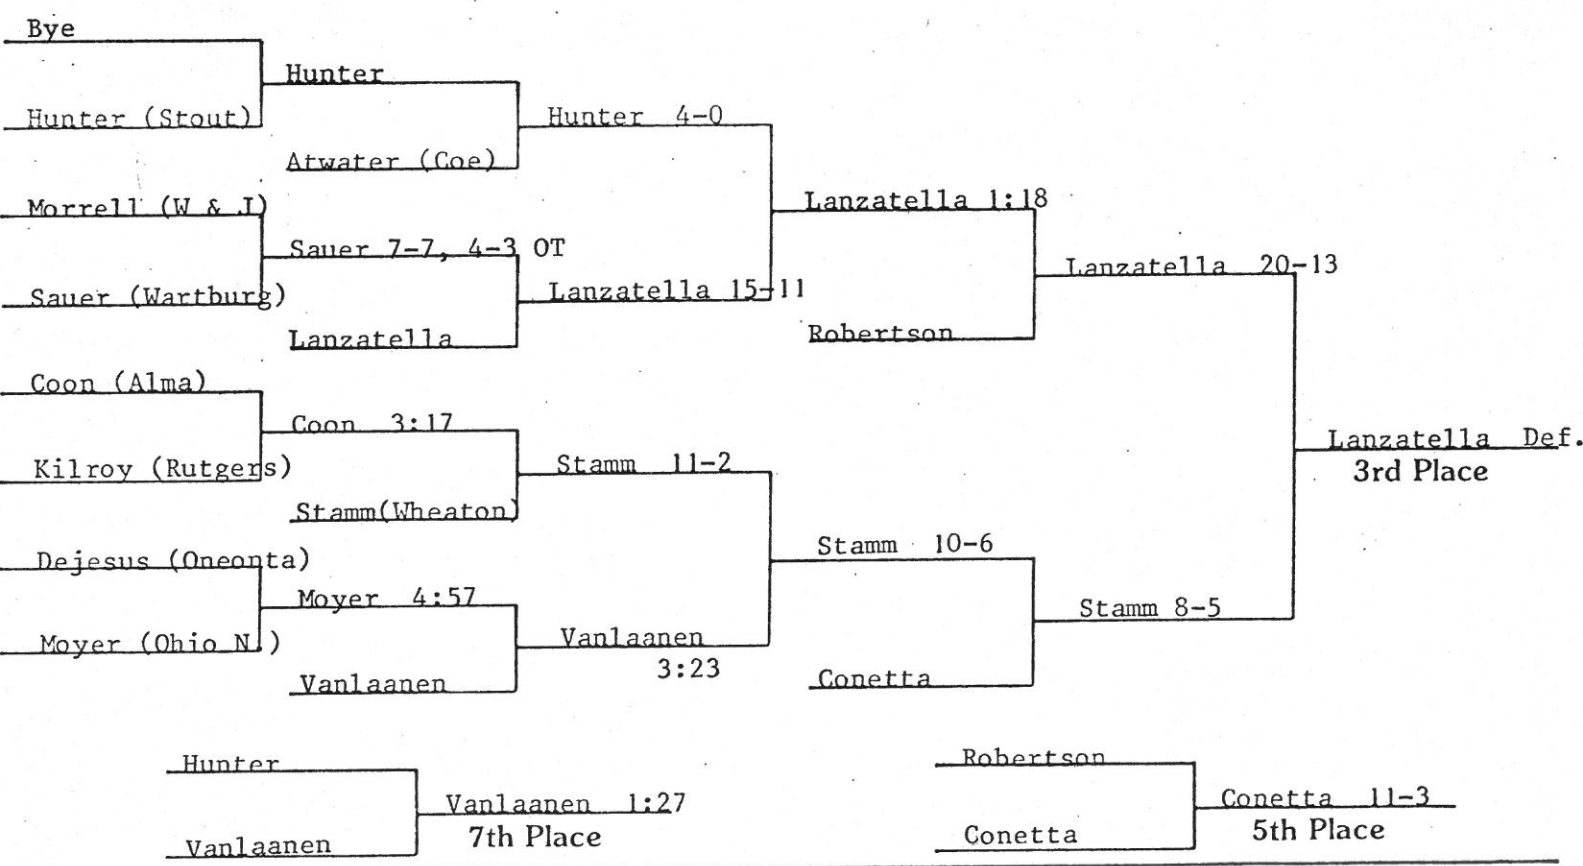 Bye
Hunter
Hunter (Stout)
Hunter 4-0
Atwater (Coe)
Morrell (W & J)
Lanzatella 1:18
Sauer 7-7, 4-3 OT
Lanzatella 20-13
Sauer (Wartburg)
Lanzatella 15-11
Lanzatella
Robertson
Coon (Alma)
Coon 3:17
Lanzatella Def.
3rd Place
Kilroy (Rutgers)
Stamm 11-2
Stamm(Wheaton)
Stamm 10-6
Dejesus (Oneonta)
Moyer 4:57
Stamm 8-5
Moyer (Ohio N.)
Vanlaanen
3:23
Vanlaanen
Conetta
Hunter
Vanlaanen 1:27
7th Place
Vanlaanen
Robertson
Conetta 11-3
5th Place
Conetta